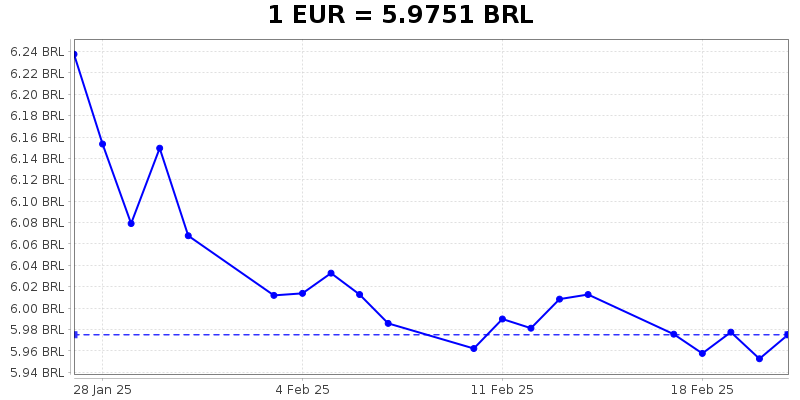 1 EUR = 5.9751 BRL
6.24 BRL
6.22 BRL
6.20 BRL
6.18 BRL
6.16 BRL
6.14 BRL
6.12 BRL
6.10 BRL
6.08 BRL
6.06 BRL
6.04 BRL
6.02 BRL
6.00 BRL
5.98 BRL
5.96 BRL
5.94 BRL
28 Jan 25
4 Feb 25
11 Feb 25
18 Feb 25